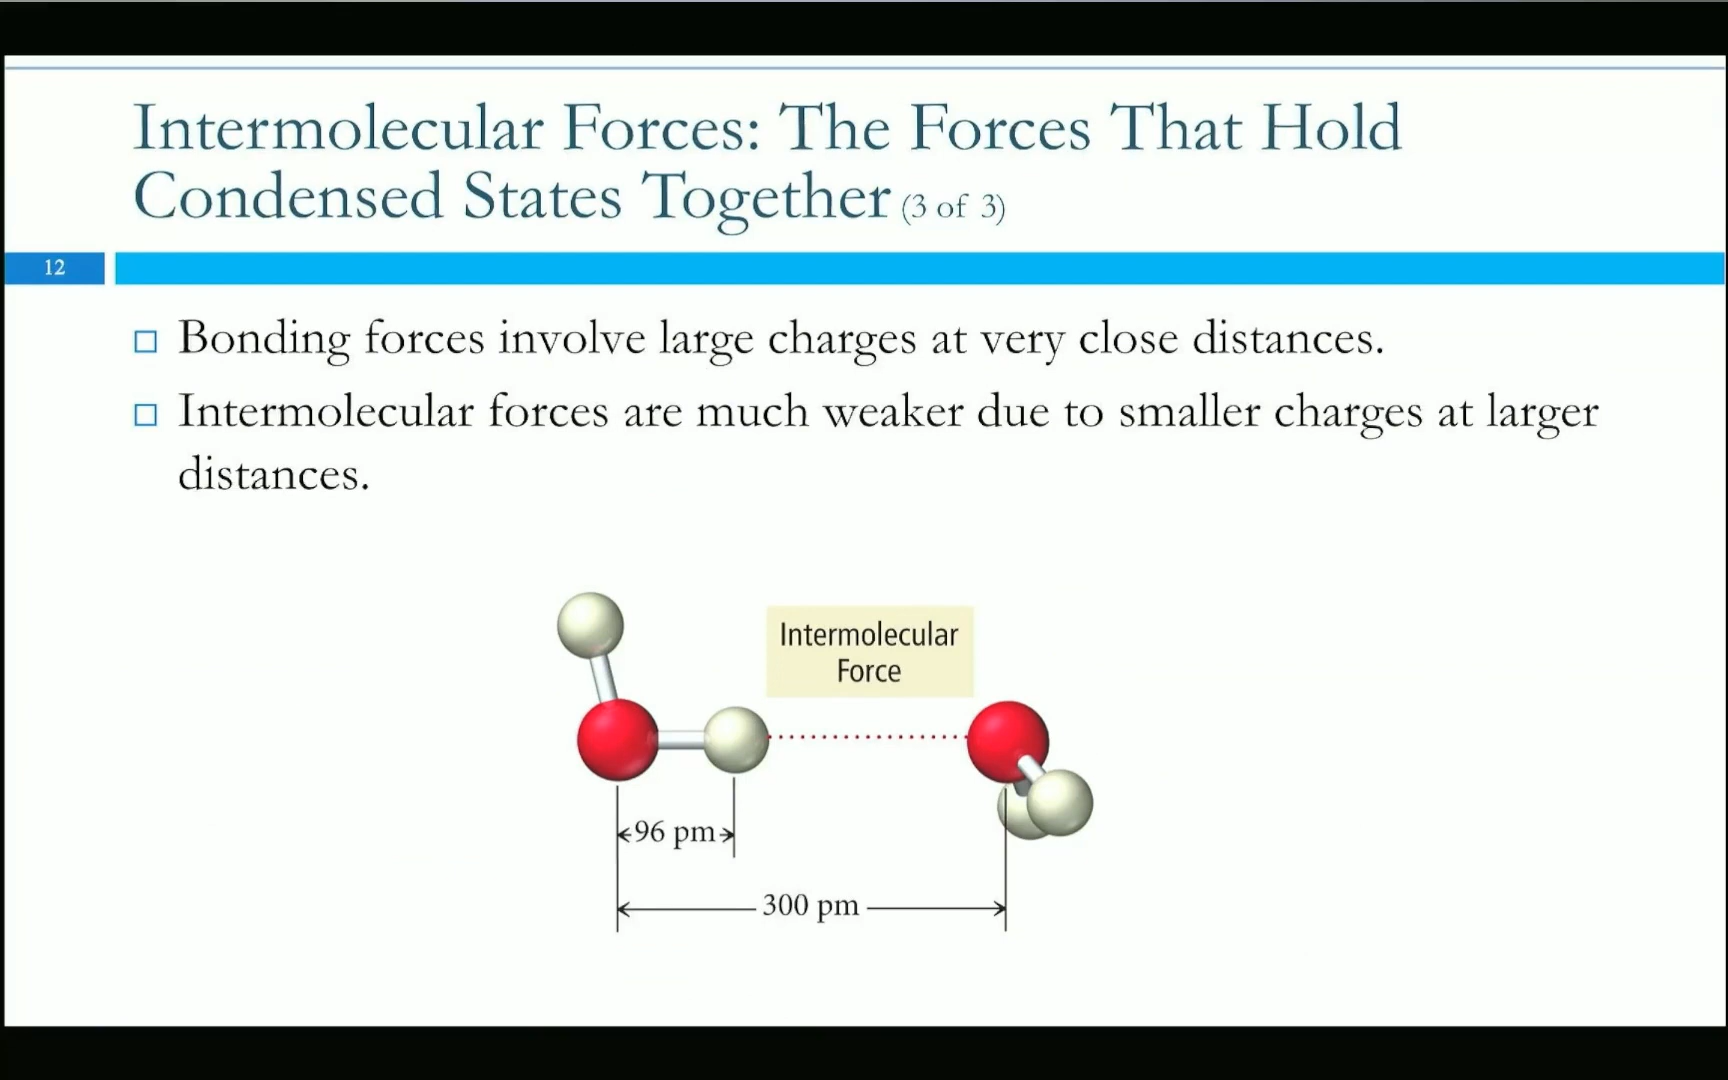 Intermolecular Forces: The Forces That Hold
Condensed States Together (3 of 3)
12
Bonding forces involve large charges at very close distances.
Intermolecular forces are much weaker due to smaller charges at larger
distances.
Intermolecular
Force
96 pm
300 pm